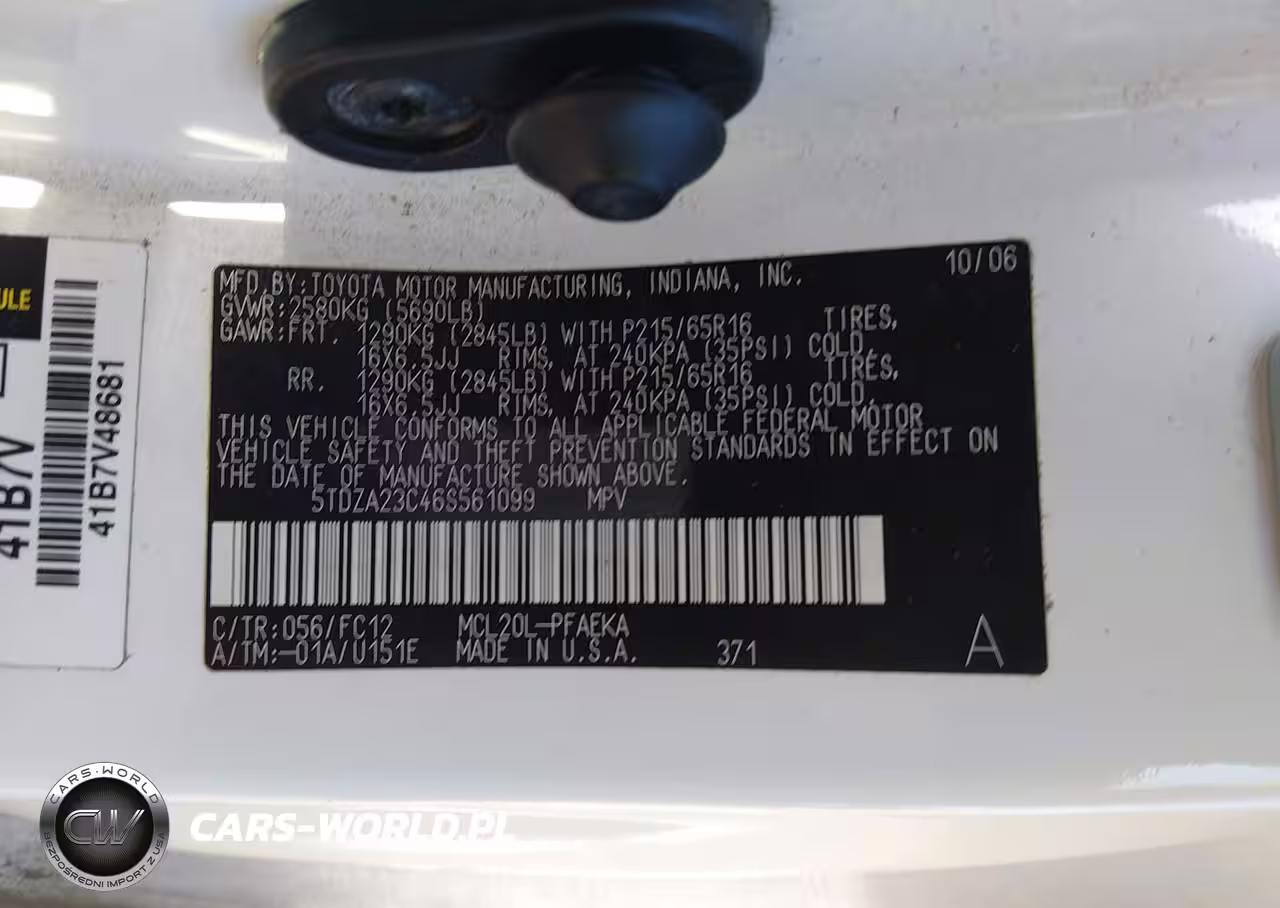 MFD.BY:TOYOTA MOTOR MANUFACTURING, INDIANA, INC. 10/06
GVWR:2580KG (5690LB)
GAWR:FRT. 1290KG (2845LB) WITH P215/65R16 TIRES,
16X6.5JJ RIMS, AT 240KPA (35PSI) COLD.
RR. 1290KG (2845LB) WITH P215/65R16 TIRES,
16X6.5JJ RIMS, AT 240KPA (35PSI) COLD.
THIS VEHICLE CONFORMS TO ALL APPLICABLE FEDERAL MOTOR
VEHICLE SAFETY AND THEFT PREVENTION STANDARDS IN EFFECT ON
THE DATE OF MANUFACTURE SHOWN ABOVE.
5TDZA23C46S561099 MPV
C/TR:056/FC12 MCL20L-PFAEKA
A/TM:-01A/U151E MADE IN U.S.A. 371 A
ULE
41B7V
41B7V48681
CARS-WORLD
CW
BEZPOŚREDNI IMPORT Z USA
CARS-WORLD.PL